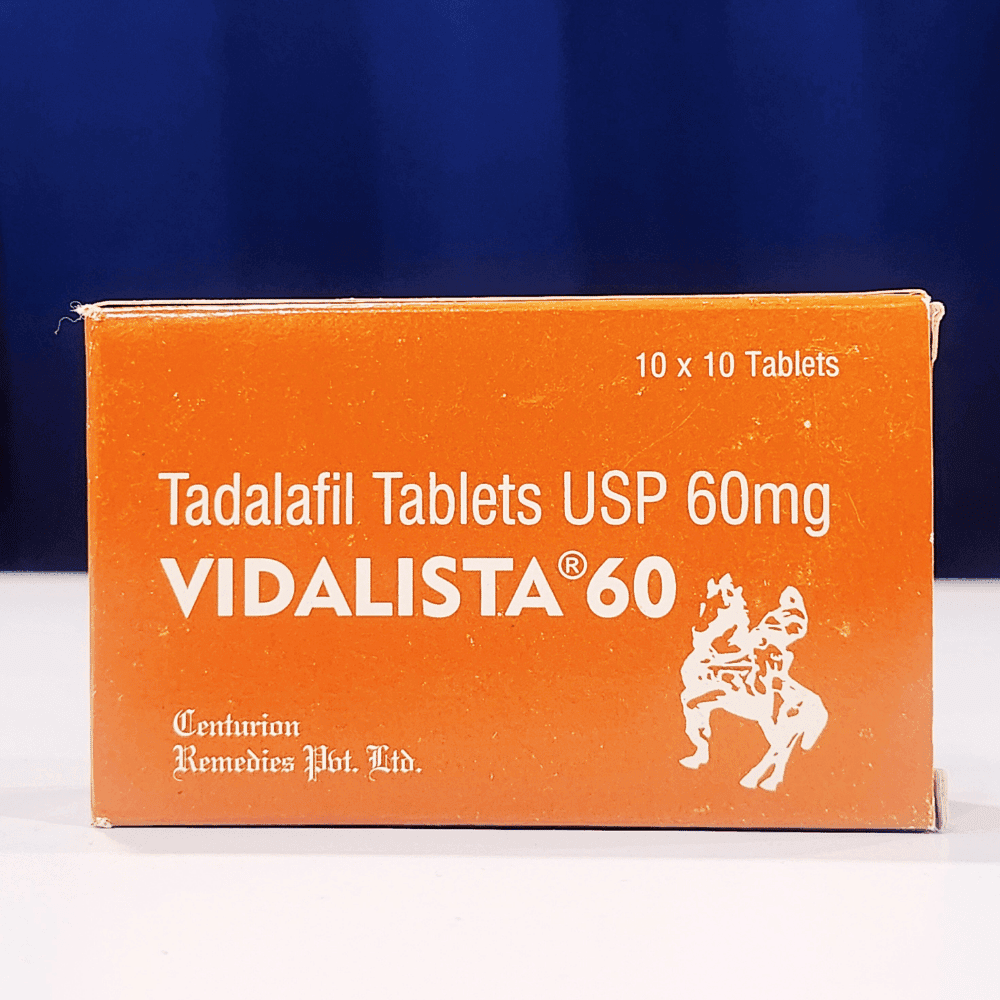 10 x 10 Tablets
Tadalafil Tablets USP 60mg
VIDALISTA®60
Centurion
Remedies Pvt. Ltd.